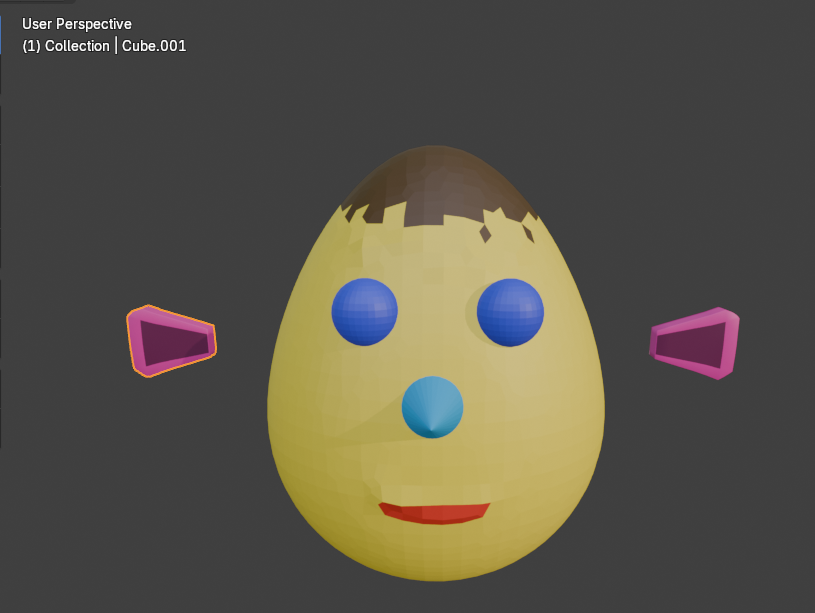 User Perspective
(1) Collection | Cube.001